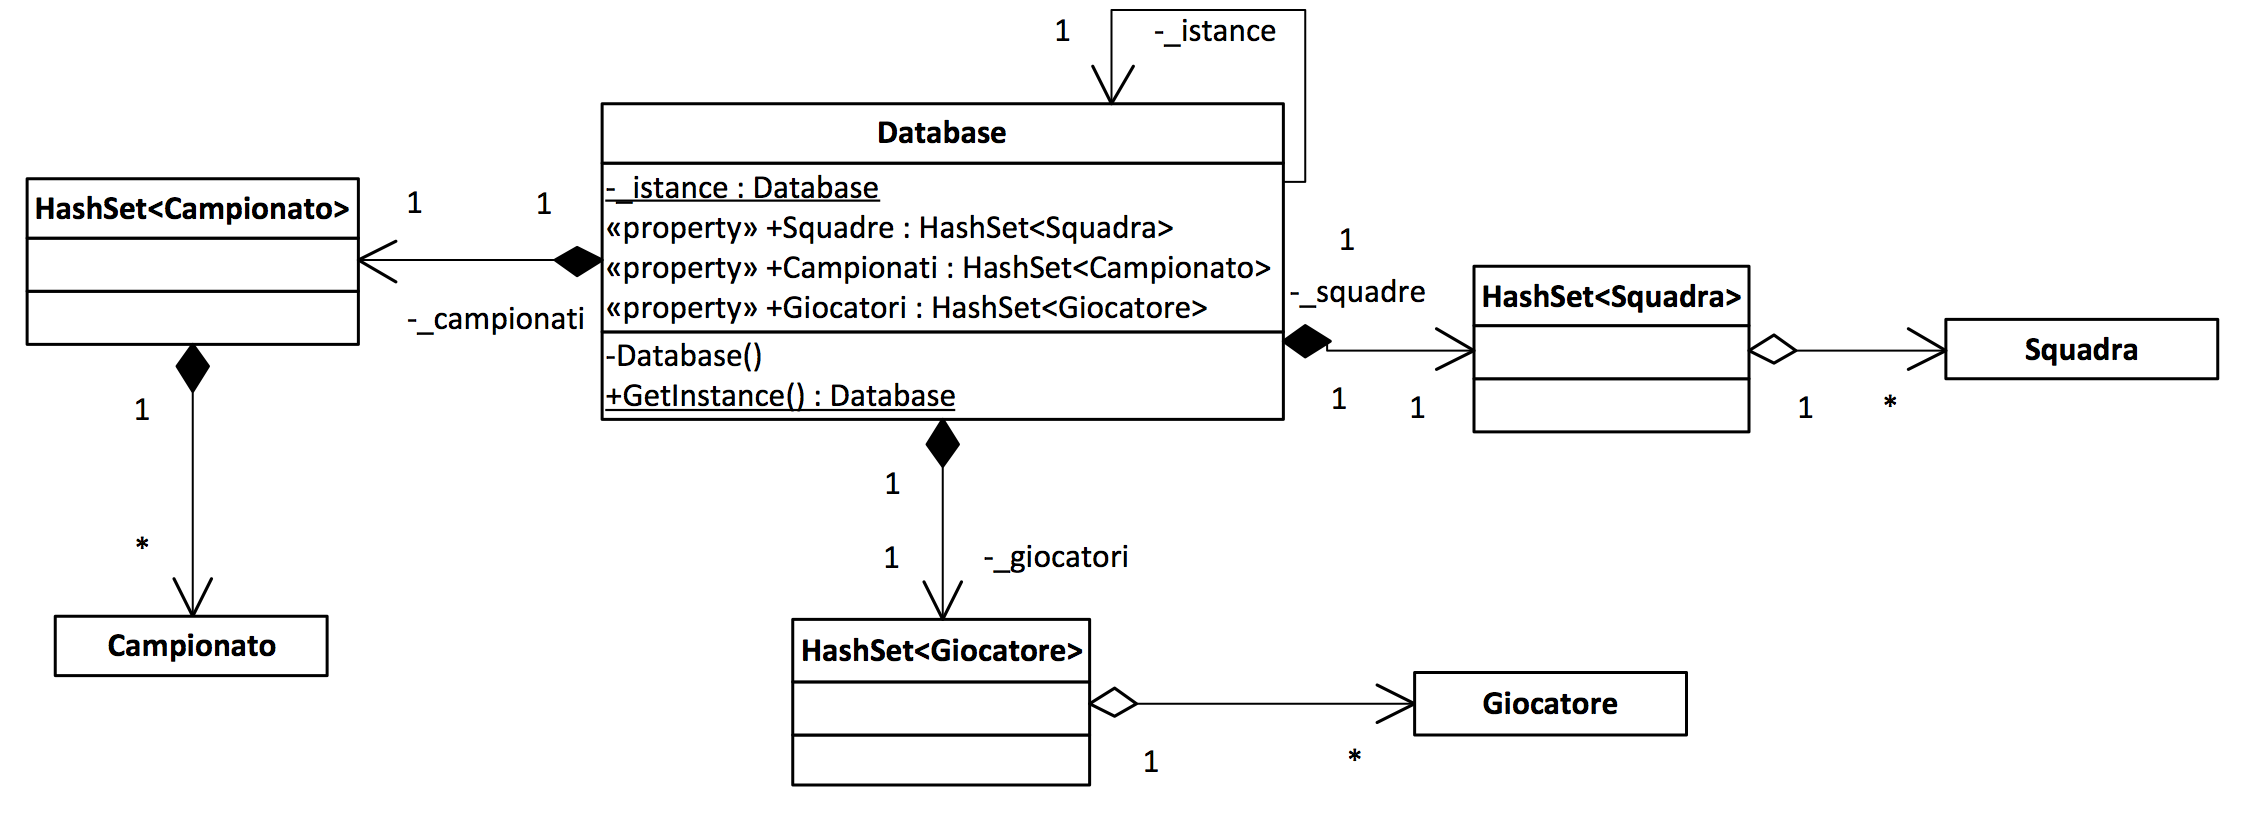 1
-_istance
Database
-_istance : Database
«property» +Squadre : HashSet<Squadra>
«property» +Campionati : HashSet<Campionato>
«property» +Giocatori : HashSet<Giocatore>
-Database()
+GetInstance() : Database
HashSet<Campionato>
1
1
-_campionati
1
*
Campionato
1
-_squadre
1
1
HashSet<Squadra>
1
*
Squadra
1
1
-_giocatori
HashSet<Giocatore>
1
*
Giocatore